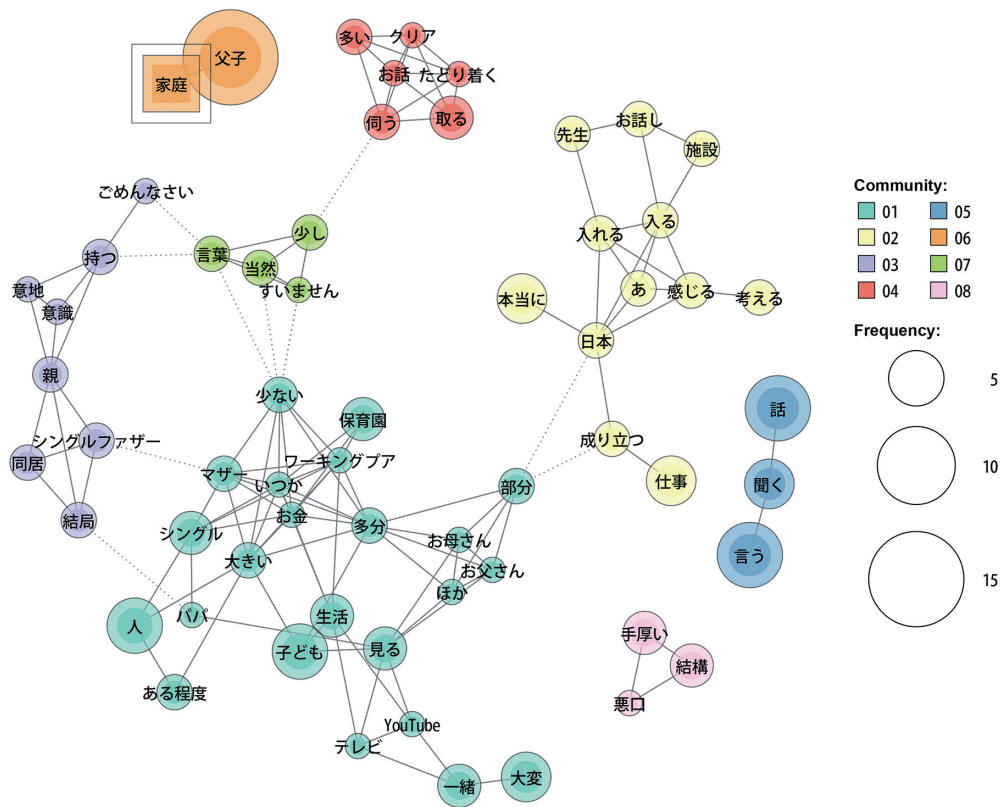 父子
家庭
多い
クリア
お話
たどり着く
伺う
取る
先生
お話し
施設
ごめんなさい
持つ
言葉
少し
当然
すいません
意地
意識
入れる
入る
本当に
あ
感じる
考える
日本
親
少ない
保育園
シングルファザー
同居
マザー
ワーキングプア
いつか
お金
結局
シングル
大きい
多分
部分
成り立つ
仕事
話
聞く
言う
お母さん
お父さん
ほか
人
パパ
生活
子ども
見る
ある程度
手厚い
結構
悪口
YouTube
テレビ
一緒
大変
Community:
01 05
02 06
03 07
04 08
Frequency:
5
10
15